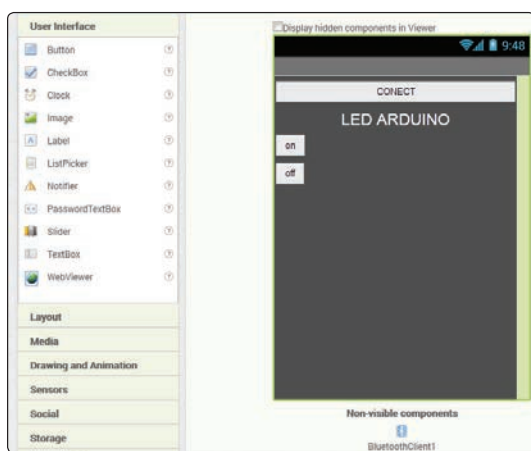 User Interface
Button
CheckBox
Clock
Image
Label
ListPicker
Notifier
PasswordTextBox
Slider
TextBox
WebViewer
Layout
Media
Drawing and Animation
Sensors
Social
Storage
Display hidden components in Viewer
9:48
CONECT
LED ARDUINO
on
off
Non-visible components
BluetoothClient1